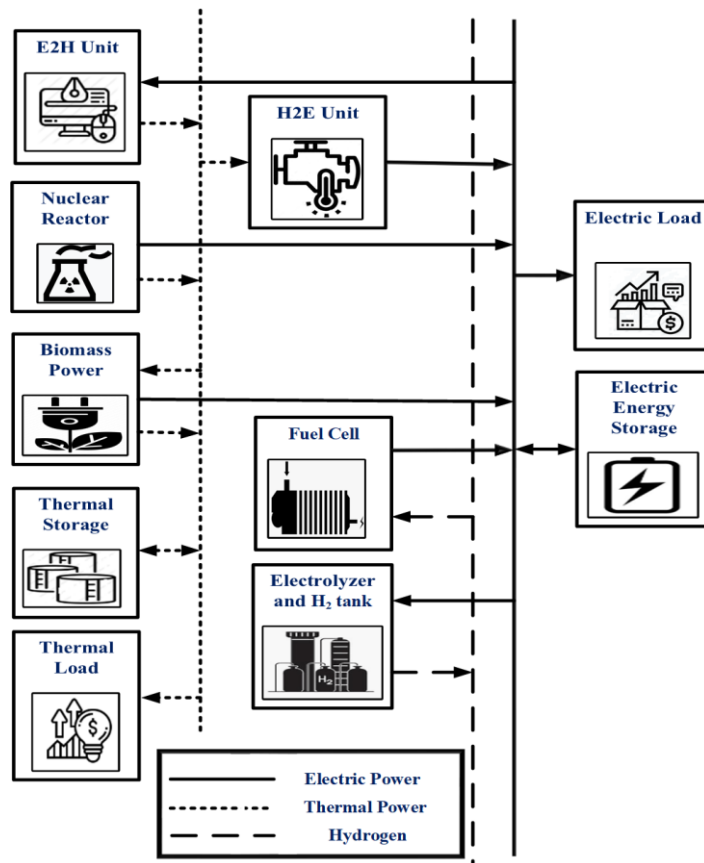 E2H Unit
H2E Unit
Nuclear
Reactor
Electric Load
$
Biomass
Power
Electric
Energy
Storage
Fuel Cell
Thermal
Storage
Electrolyzer
and H₂ tank
H₂
Thermal
Load
$
Electric Power
Thermal Power
Hydrogen